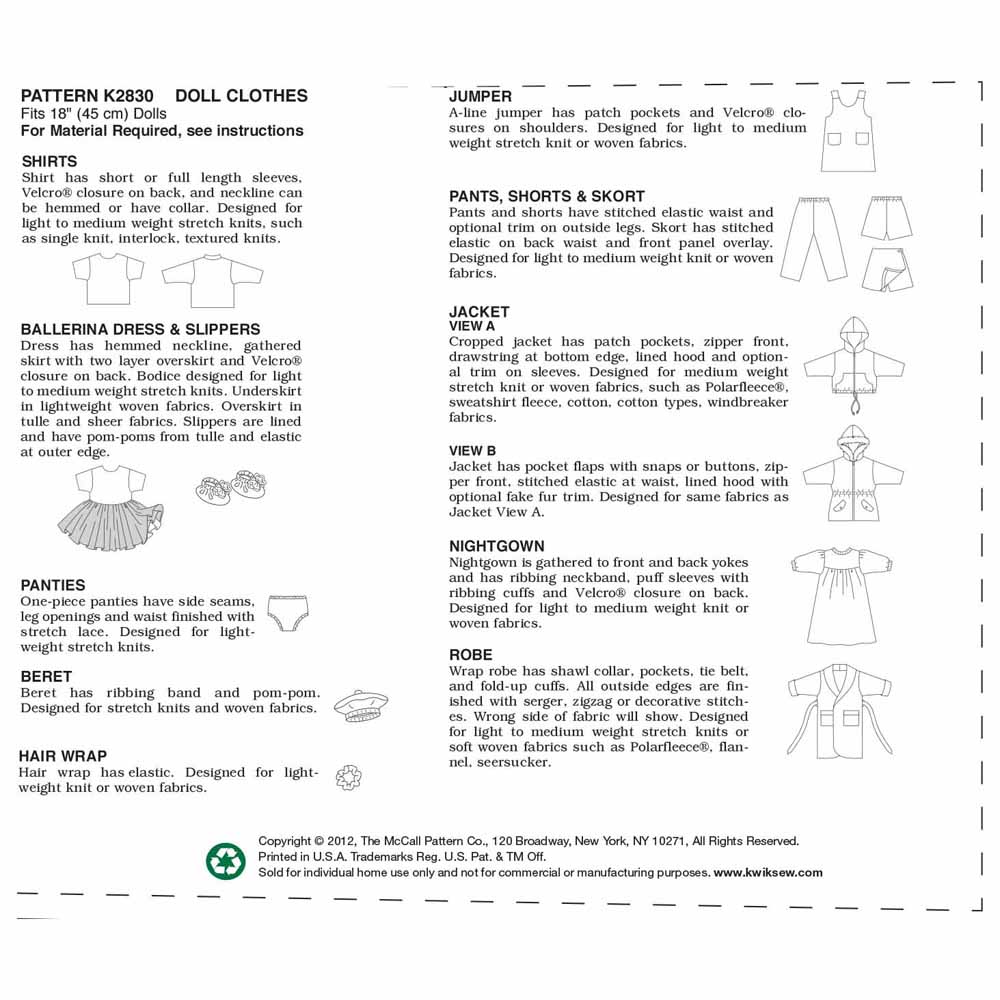 PATTERN K2830 DOLL CLOTHES
Fits 18" (45 cm) Dolls
For Material Required, see instructions
SHIRTS
Shirt has short or full length sleeves,
Velcro® closure on back, and neckline can
be hemmed or have collar. Designed for
light to medium weight stretch knits, such
as single knit, interlock, textured knits.
BALLERINA DRESS & SLIPPERS
Dress has hemmed neckline, gathered
skirt with two layer overskirt and Velcro®
closure on back. Bodice designed for light
to medium weight stretch knits. Underskirt
in lightweight woven fabrics. Overskirt in
tulle and sheer fabrics. Slippers are lined
and have pom-poms from tulle and elastic
at outer edge.
PANTIES
One-piece panties have side seams,
leg openings and waist finished with
stretch lace. Designed for light-
weight stretch knits.
BERET
Beret has ribbing band and pom-pom.
Designed for stretch knits and woven fabrics.
HAIR WRAP
Hair wrap has elastic. Designed for light-
weight knit or woven fabrics.
JUMPER
A-line jumper has patch pockets and Velcro® clo-
sures on shoulders. Designed for light to medium
weight stretch knit or woven fabrics.
PANTS, SHORTS & SKORT
Pants and shorts have stitched elastic waist and
optional trim on outside legs. Skort has stitched
elastic on back waist and front panel overlay.
Designed for light to medium weight knit or woven
fabrics.
JACKET
VIEW A
Cropped jacket has patch pockets, zipper front,
drawstring at bottom edge, lined hood and option-
al trim on sleeves. Designed for medium weight
stretch knit or woven fabrics, such as Polarfleece®,
sweatshirt fleece, cotton, cotton types, windbreaker
fabrics.
VIEW B
Jacket has pocket flaps with snaps or buttons, zip-
per front, stitched elastic at waist, lined hood with
optional fake fur trim. Designed for same fabrics as
Jacket View A.
NIGHTGOWN
Nightgown is gathered to front and back yokes
and has ribbing neckband, puff sleeves with
ribbing cuffs and Velcro® closure on back.
Designed for light to medium weight knit or
woven fabrics.
ROBE
Wrap robe has shawl collar, pockets, tie belt,
and fold-up cuffs. All outside edges are fin-
ished with serger, zigzag or decorative stitch-
es. Wrong side of fabric will show. Designed
for light to medium weight stretch knits or
soft woven fabrics such as Polarfleece®, flan-
nel, seersucker.
Copyright © 2012, The McCall Pattern Co., 120 Broadway, New York, NY 10271, All Rights Reserved.
Printed in U.S.A. Trademarks Reg. U.S. Pat. & TM Off.
Sold for individual home use only and not for commercial or manufacturing purposes. www.kwiksew.com